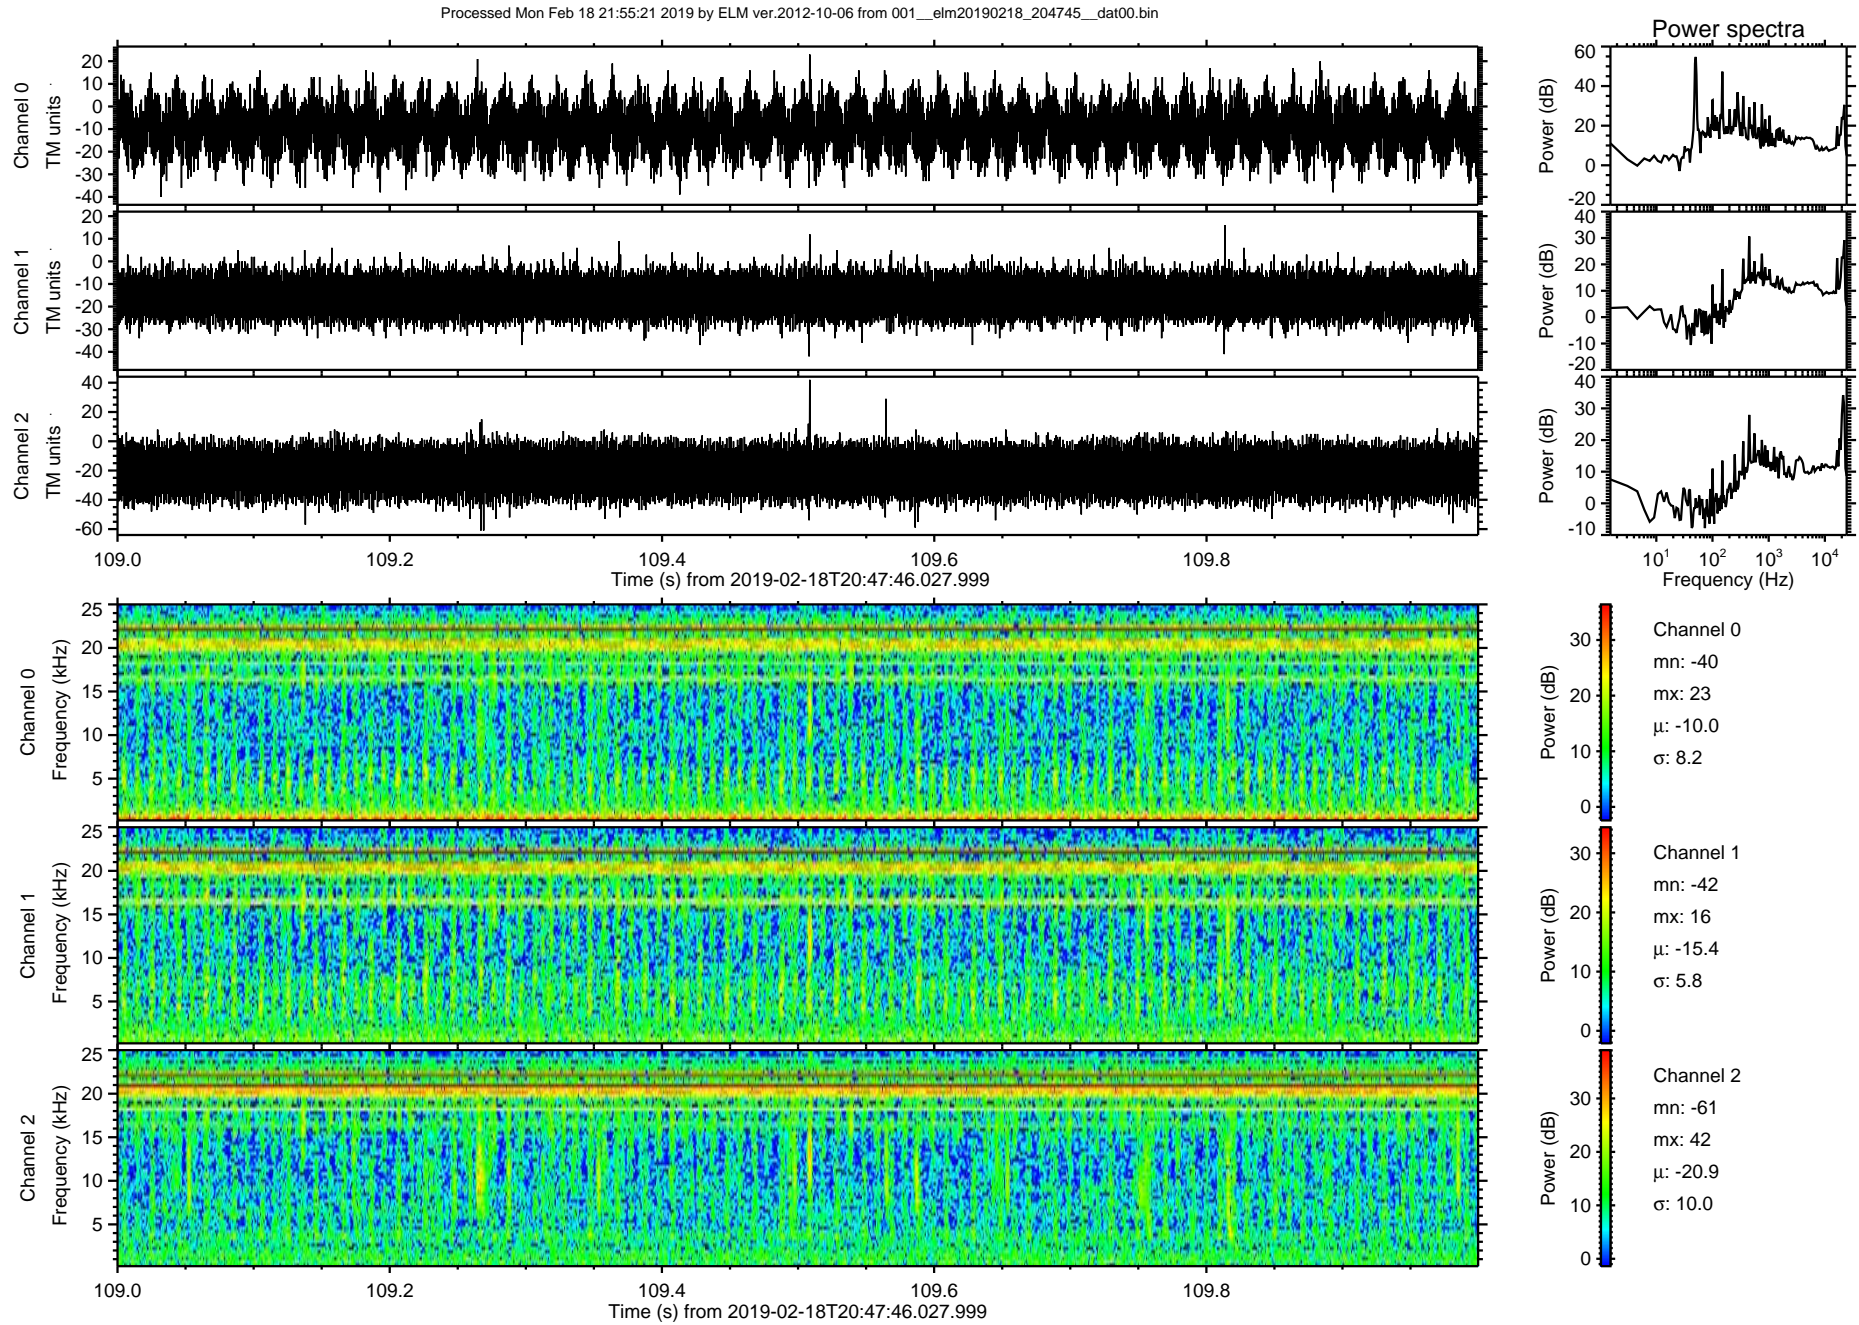 Processed Mon Feb 18 21:55:21 2019 by ELM ver.2012-10-06 from 001__elm20190218_204745__dat00.bin
Power spectra
Channel 0
TM units
20
10
0
-10
-20
-30
-40
Power (dB)
60
40
20
0
-20
Channel 1
TM units
20
10
0
-10
-20
-30
-40
Power (dB)
40
30
20
10
0
-10
-20
Channel 2
TM units
40
20
0
-20
-40
-60
Power (dB)
40
30
20
10
0
-10
109.0 109.2 109.4 109.6 109.8
Time (s) from 2019-02-18T20:47:46.027.999
10^1 10^2 10^3 10^4
Frequency (Hz)
Channel 0
Frequency (kHz)
25
20
15
10
5
Power (dB)
30
20
10
0
Channel 0
mn: -40
mx: 23
μ: -10.0
σ: 8.2
Channel 1
Frequency (kHz)
25
20
15
10
5
Power (dB)
30
20
10
0
Channel 1
mn: -42
mx: 16
μ: -15.4
σ: 5.8
Channel 2
Frequency (kHz)
25
20
15
10
5
Power (dB)
30
20
10
0
Channel 2
mn: -61
mx: 42
μ: -20.9
σ: 10.0
109.0 109.2 109.4 109.6 109.8
Time (s) from 2019-02-18T20:47:46.027.999